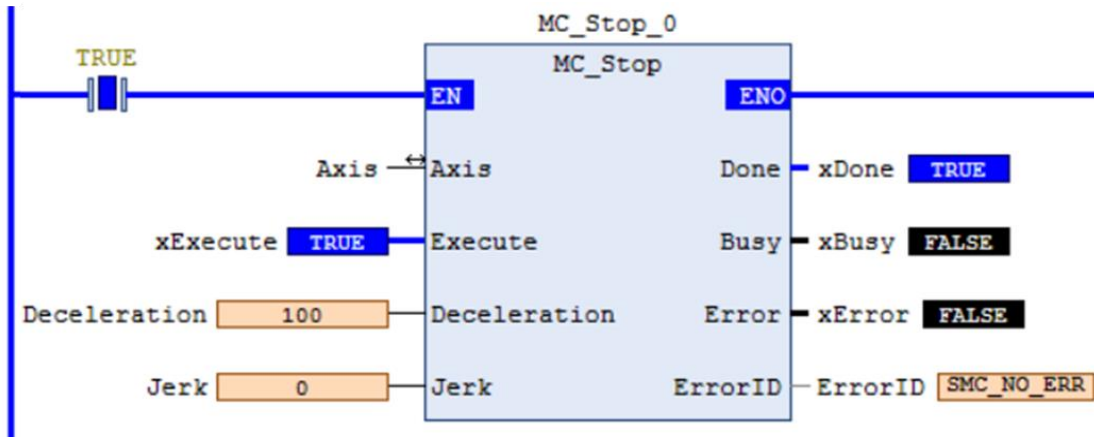 MC_Stop_0
TRUE
MC_Stop
EN ENO
Axis Axis Done xDone TRUE
xExecute TRUE Execute Busy xBusy FALSE
Deceleration 100 Deceleration Error xError FALSE
Jerk 0 Jerk ErrorID ErrorID SMC_NO_ERR